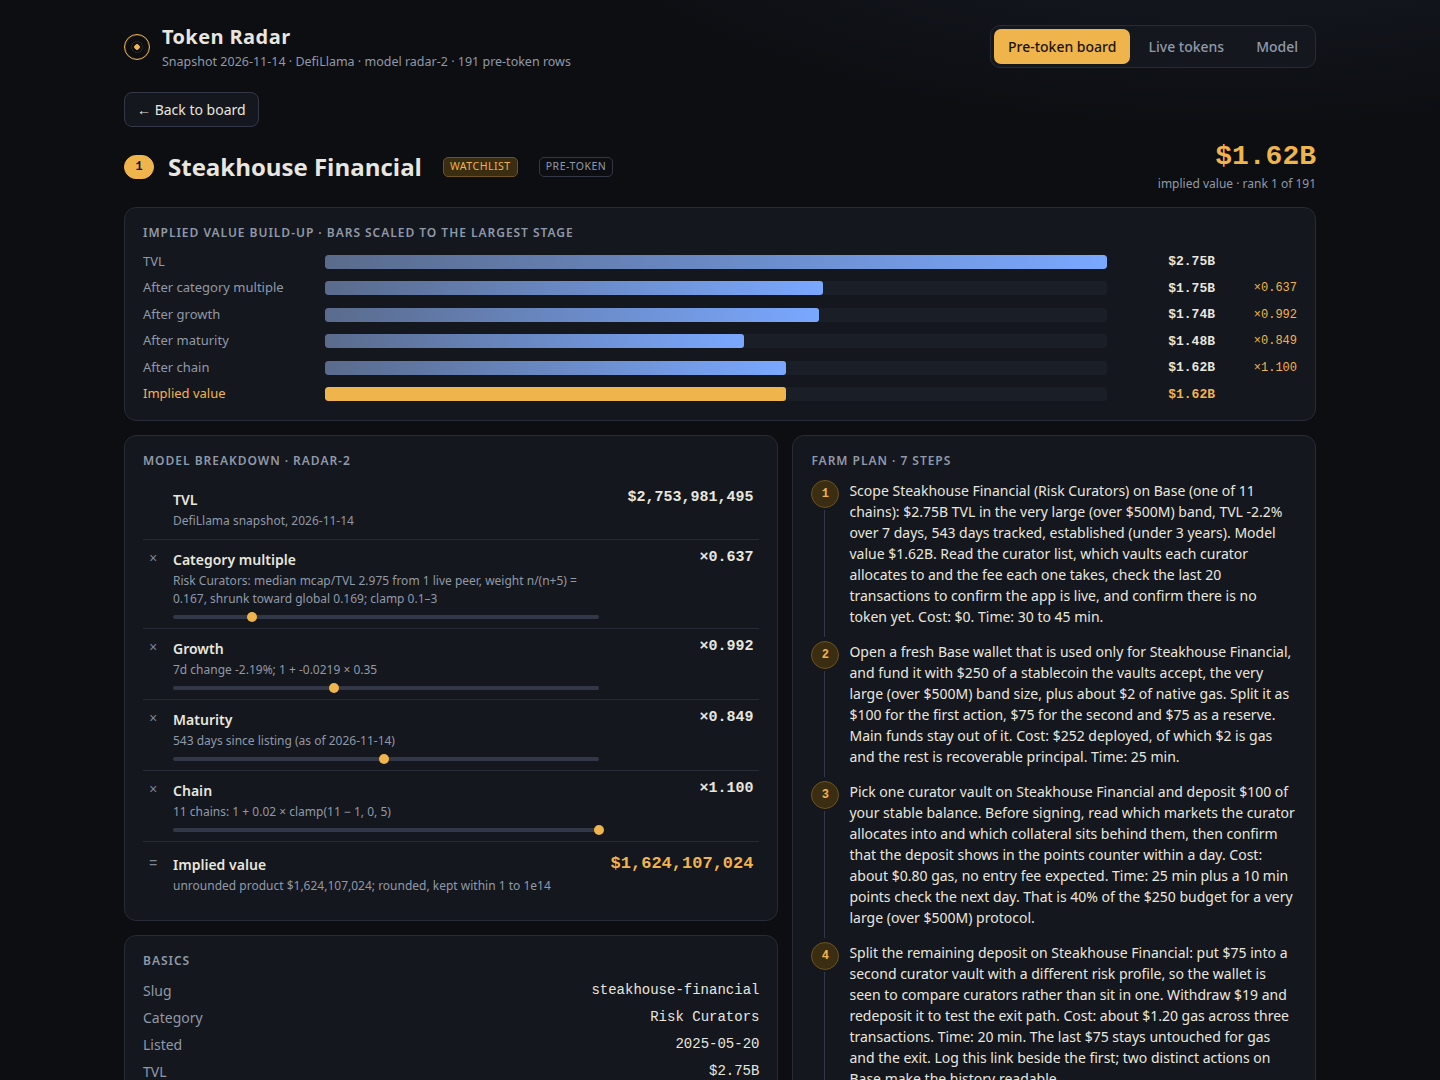 Token Radar
Snapshot 2026-11-14 · DefiLlama · model radar-2 · 191 pre-token rows
Pre-token board
Live tokens
Model
← Back to board
1
Steakhouse Financial
WATCHLIST
PRE-TOKEN
$1.62B
implied value · rank 1 of 191
IMPLIED VALUE BUILD-UP · BARS SCALED TO THE LARGEST STAGE
TVL $2.75B
After category multiple $1.75B ×0.637
After growth $1.74B ×0.992
After maturity $1.48B ×0.849
After chain $1.62B ×1.100
Implied value $1.62B
MODEL BREAKDOWN · RADAR-2
TVL $2,753,981,495
DefiLlama snapshot, 2026-11-14
× Category multiple ×0.637
Risk Curators: median mcap/TVL 2.975 from 1 live peer, weight n/(n+5) =
0.167, shrunk toward global 0.169; clamp 0.1–3
× Growth ×0.992
7d change -2.19%; 1 + -0.0219 × 0.35
× Maturity ×0.849
543 days since listing (as of 2026-11-14)
× Chain ×1.100
11 chains: 1 + 0.02 × clamp(11 − 1, 0, 5)
= Implied value $1,624,107,024
unrounded product $1,624,107,024; rounded, kept within 1 to 1e14
BASICS
Slug steakhouse-financial
Category Risk Curators
Listed 2025-05-20
TVL $2.75B
FARM PLAN · 7 STEPS
1
Scope Steakhouse Financial (Risk Curators) on Base (one of 11
chains): $2.75B TVL in the very large (over $500M) band, TVL -2.2%
over 7 days, 543 days tracked, established (under 3 years). Model
value $1.62B. Read the curator list, which vaults each curator
allocates to and the fee each one takes, check the last 20
transactions to confirm the app is live, and confirm there is no
token yet. Cost: $0. Time: 30 to 45 min.
2
Open a fresh Base wallet that is used only for Steakhouse Financial,
and fund it with $250 of a stablecoin the vaults accept, the very
large (over $500M) band size, plus about $2 of native gas. Split it as
$100 for the first action, $75 for the second and $75 as a reserve.
Main funds stay out of it. Cost: $252 deployed, of which $2 is gas
and the rest is recoverable principal. Time: 25 min.
3
Pick one curator vault on Steakhouse Financial and deposit $100 of
your stable balance. Before signing, read which markets the curator
allocates into and which collateral sits behind them, then confirm
that the deposit shows in the points counter within a day. Cost:
about $0.80 gas, no entry fee expected. Time: 25 min plus a 10 min
points check the next day. That is 40% of the $250 budget for a very
large (over $500M) protocol.
4
Split the remaining deposit on Steakhouse Financial: put $75 into a
second curator vault with a different risk profile, so the wallet is
seen to compare curators rather than sit in one. Withdraw $19 and
redeposit it to test the exit path. Cost: about $1.20 gas across three
transactions. Time: 20 min. The last $75 stays untouched for gas
and the exit. Log this link beside the first; two distinct actions on
Base make the history readable.